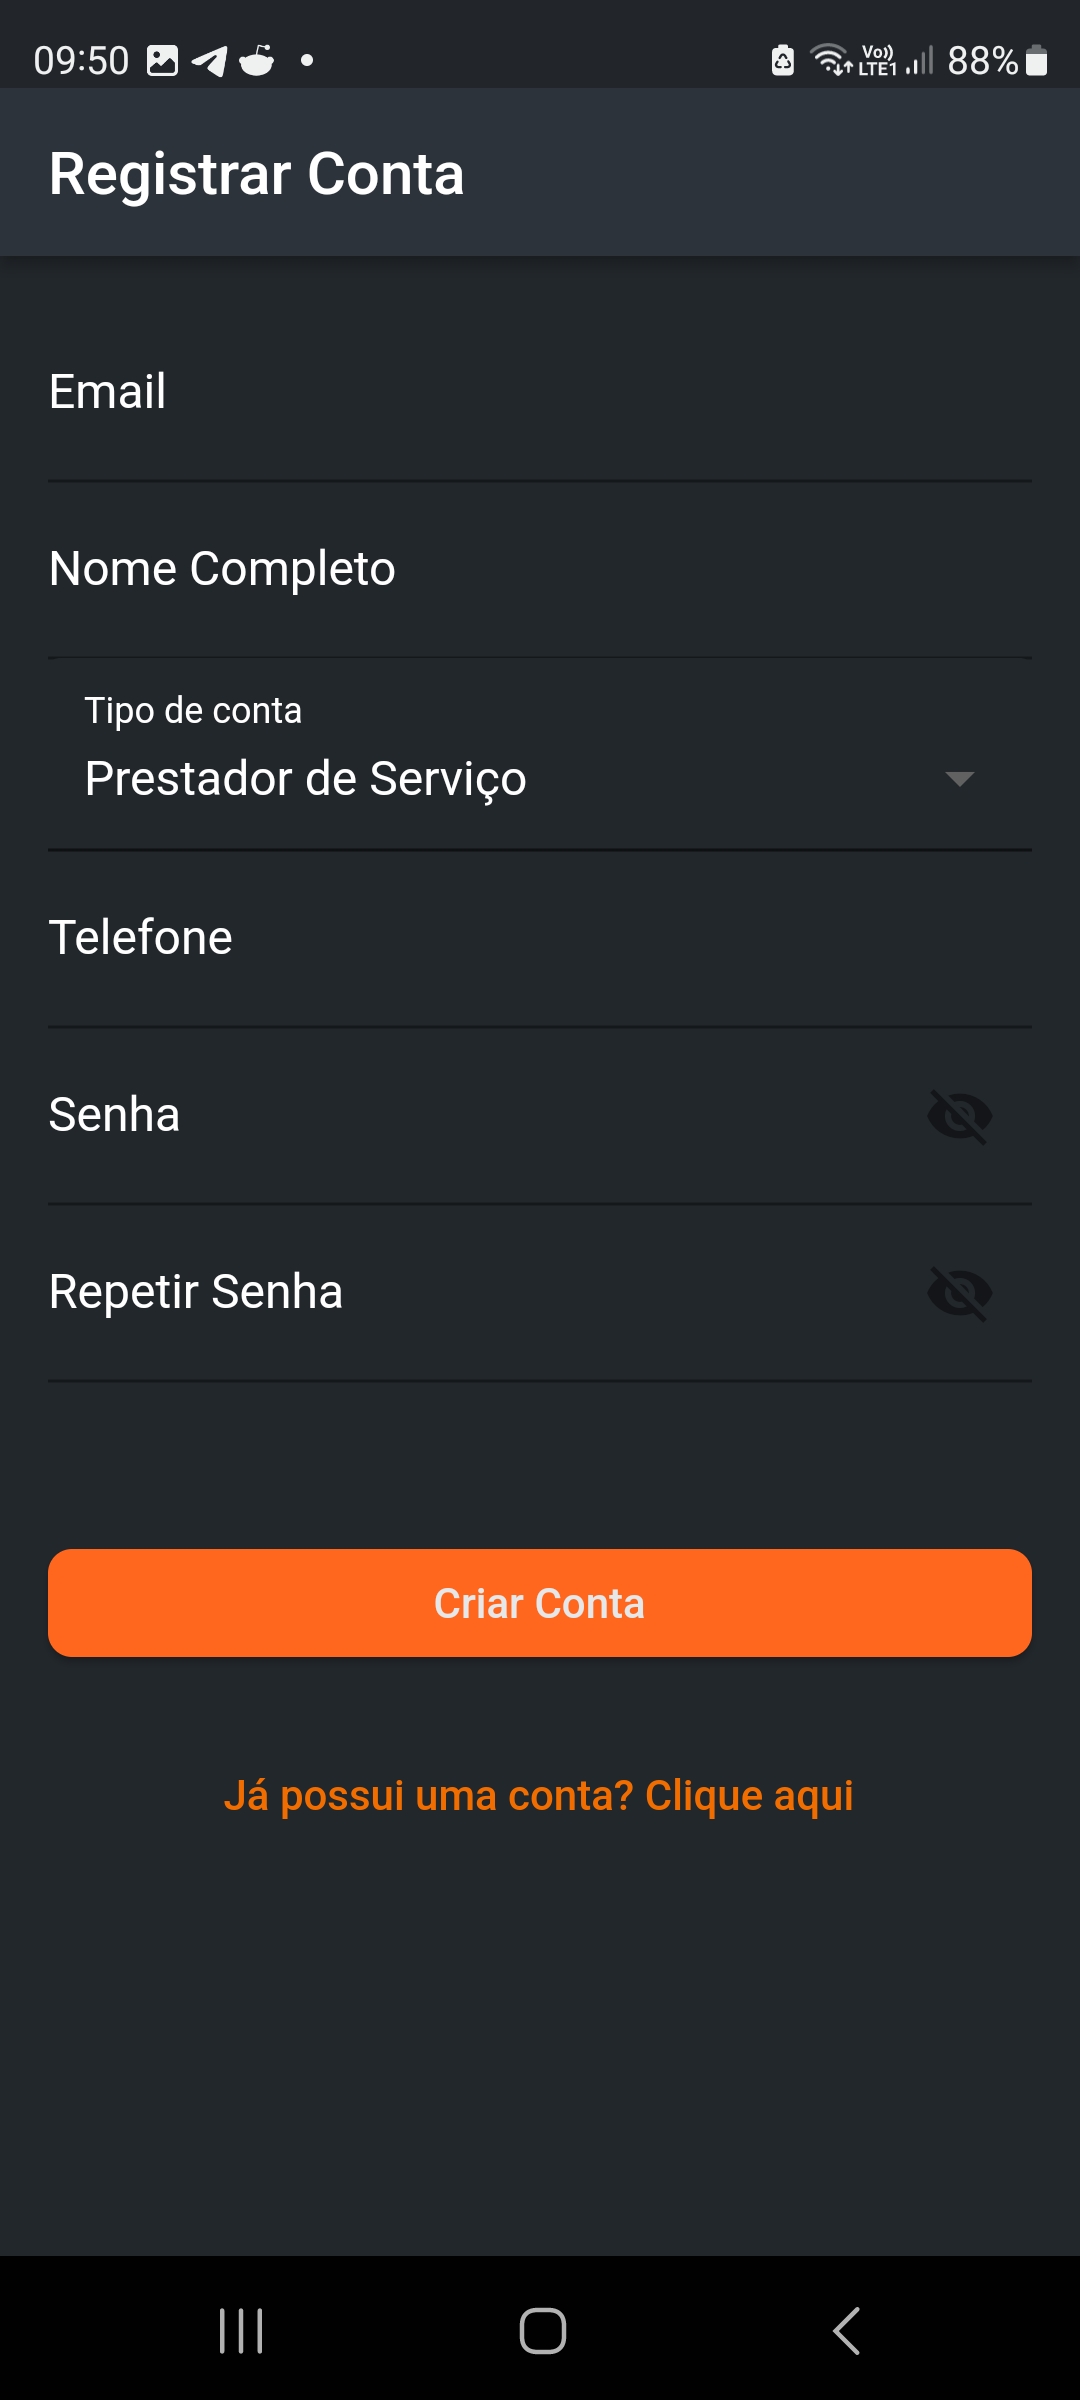 09:50
Vo)) LTE1 88%
Registrar Conta
Email
Nome Completo
Tipo de conta
Prestador de Serviço
Telefone
Senha
Repetir Senha
Criar Conta
Já possui uma conta? Clique aqui